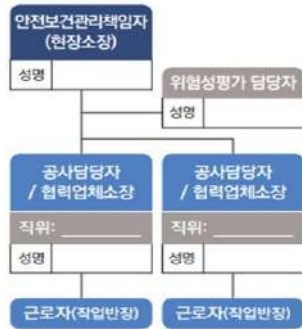 안전보건관리책임자
(현장소장)
성명
위험성평가 담당자
성명
공사담당자
/ 협력업체소장
직위:
성명
근로자(작업반장)
공사담당자
/ 협력업체소장
직위:
성명
근로자(작업반장)